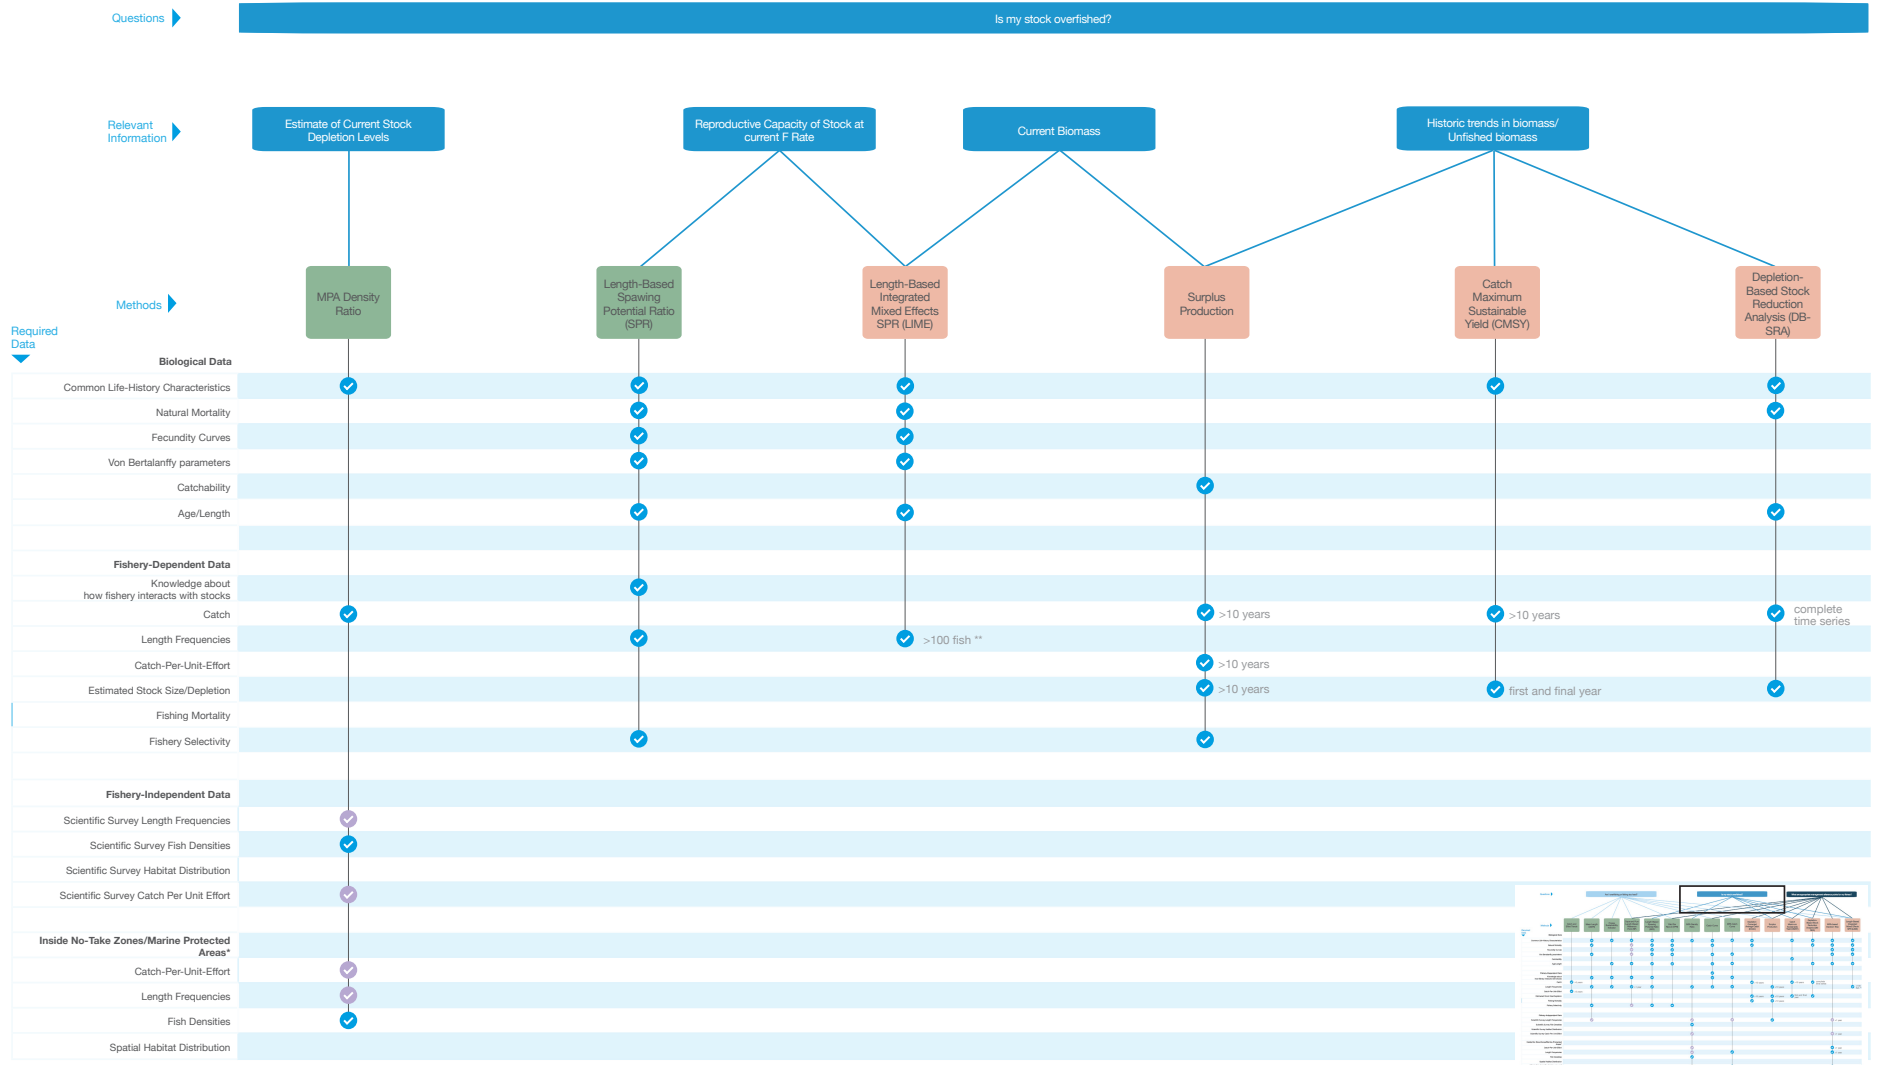 Questions
Is my stock overfished?
Relevant
Information
Estimate of Current Stock
Depletion Levels
Reproductive Capacity of Stock at
current F Rate
Current Biomass
Historic trends in biomass/
Unfished biomass
Methods
MPA Density
Ratio
Length-Based
Spawing
Potential Ratio
(SPR)
Length-Based
Integrated
Mixed Effects
SPR (LIME)
Surplus
Production
Catch
Maximum
Sustainable
Yield (CMSY)
Depletion-
Based Stock
Reduction
Analysis (DB-
SRA)
Required
Data
Biological Data
Common Life-History Characteristics
Natural Mortality
Fecundity Curves
Von Bertalanffy parameters
Catchability
Age/Length
Fishery-Dependent Data
Knowledge about
how fishery interacts with stocks
Catch
>10 years
>10 years
complete
time series
Length Frequencies
>100 fish **
Catch-Per-Unit-Effort
>10 years
Estimated Stock Size/Depletion
>10 years
first and final year
Fishing Mortality
Fishery Selectivity
Fishery-Independent Data
Scientific Survey Length Frequencies
Scientific Survey Fish Densities
Scientific Survey Habitat Distribution
Scientific Survey Catch Per Unit Effort
Inside No-Take Zones/Marine Protected
Areas*
Catch-Per-Unit-Effort
Length Frequencies
Fish Densities
Spatial Habitat Distribution